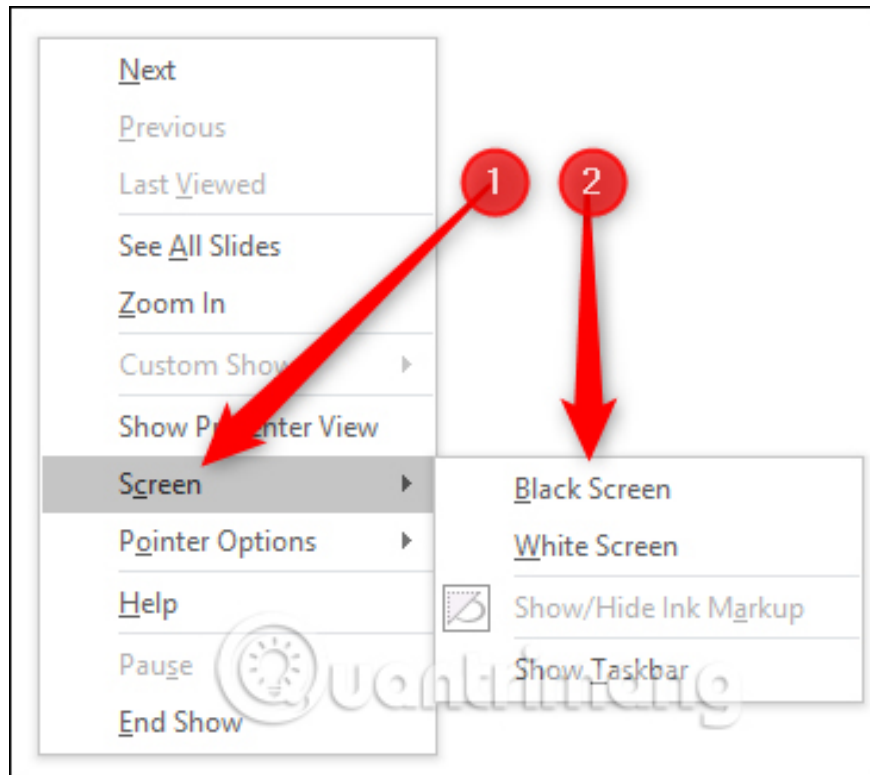 Next
Previous
Last Viewed
1
2
See All Slides
Zoom In
Custom Show
Show Presenter View
Screen
Black Screen
Pointer Options
White Screen
Help
Show/Hide Ink Markup
Pause
Show Taskbar
Quantrimang
End Show